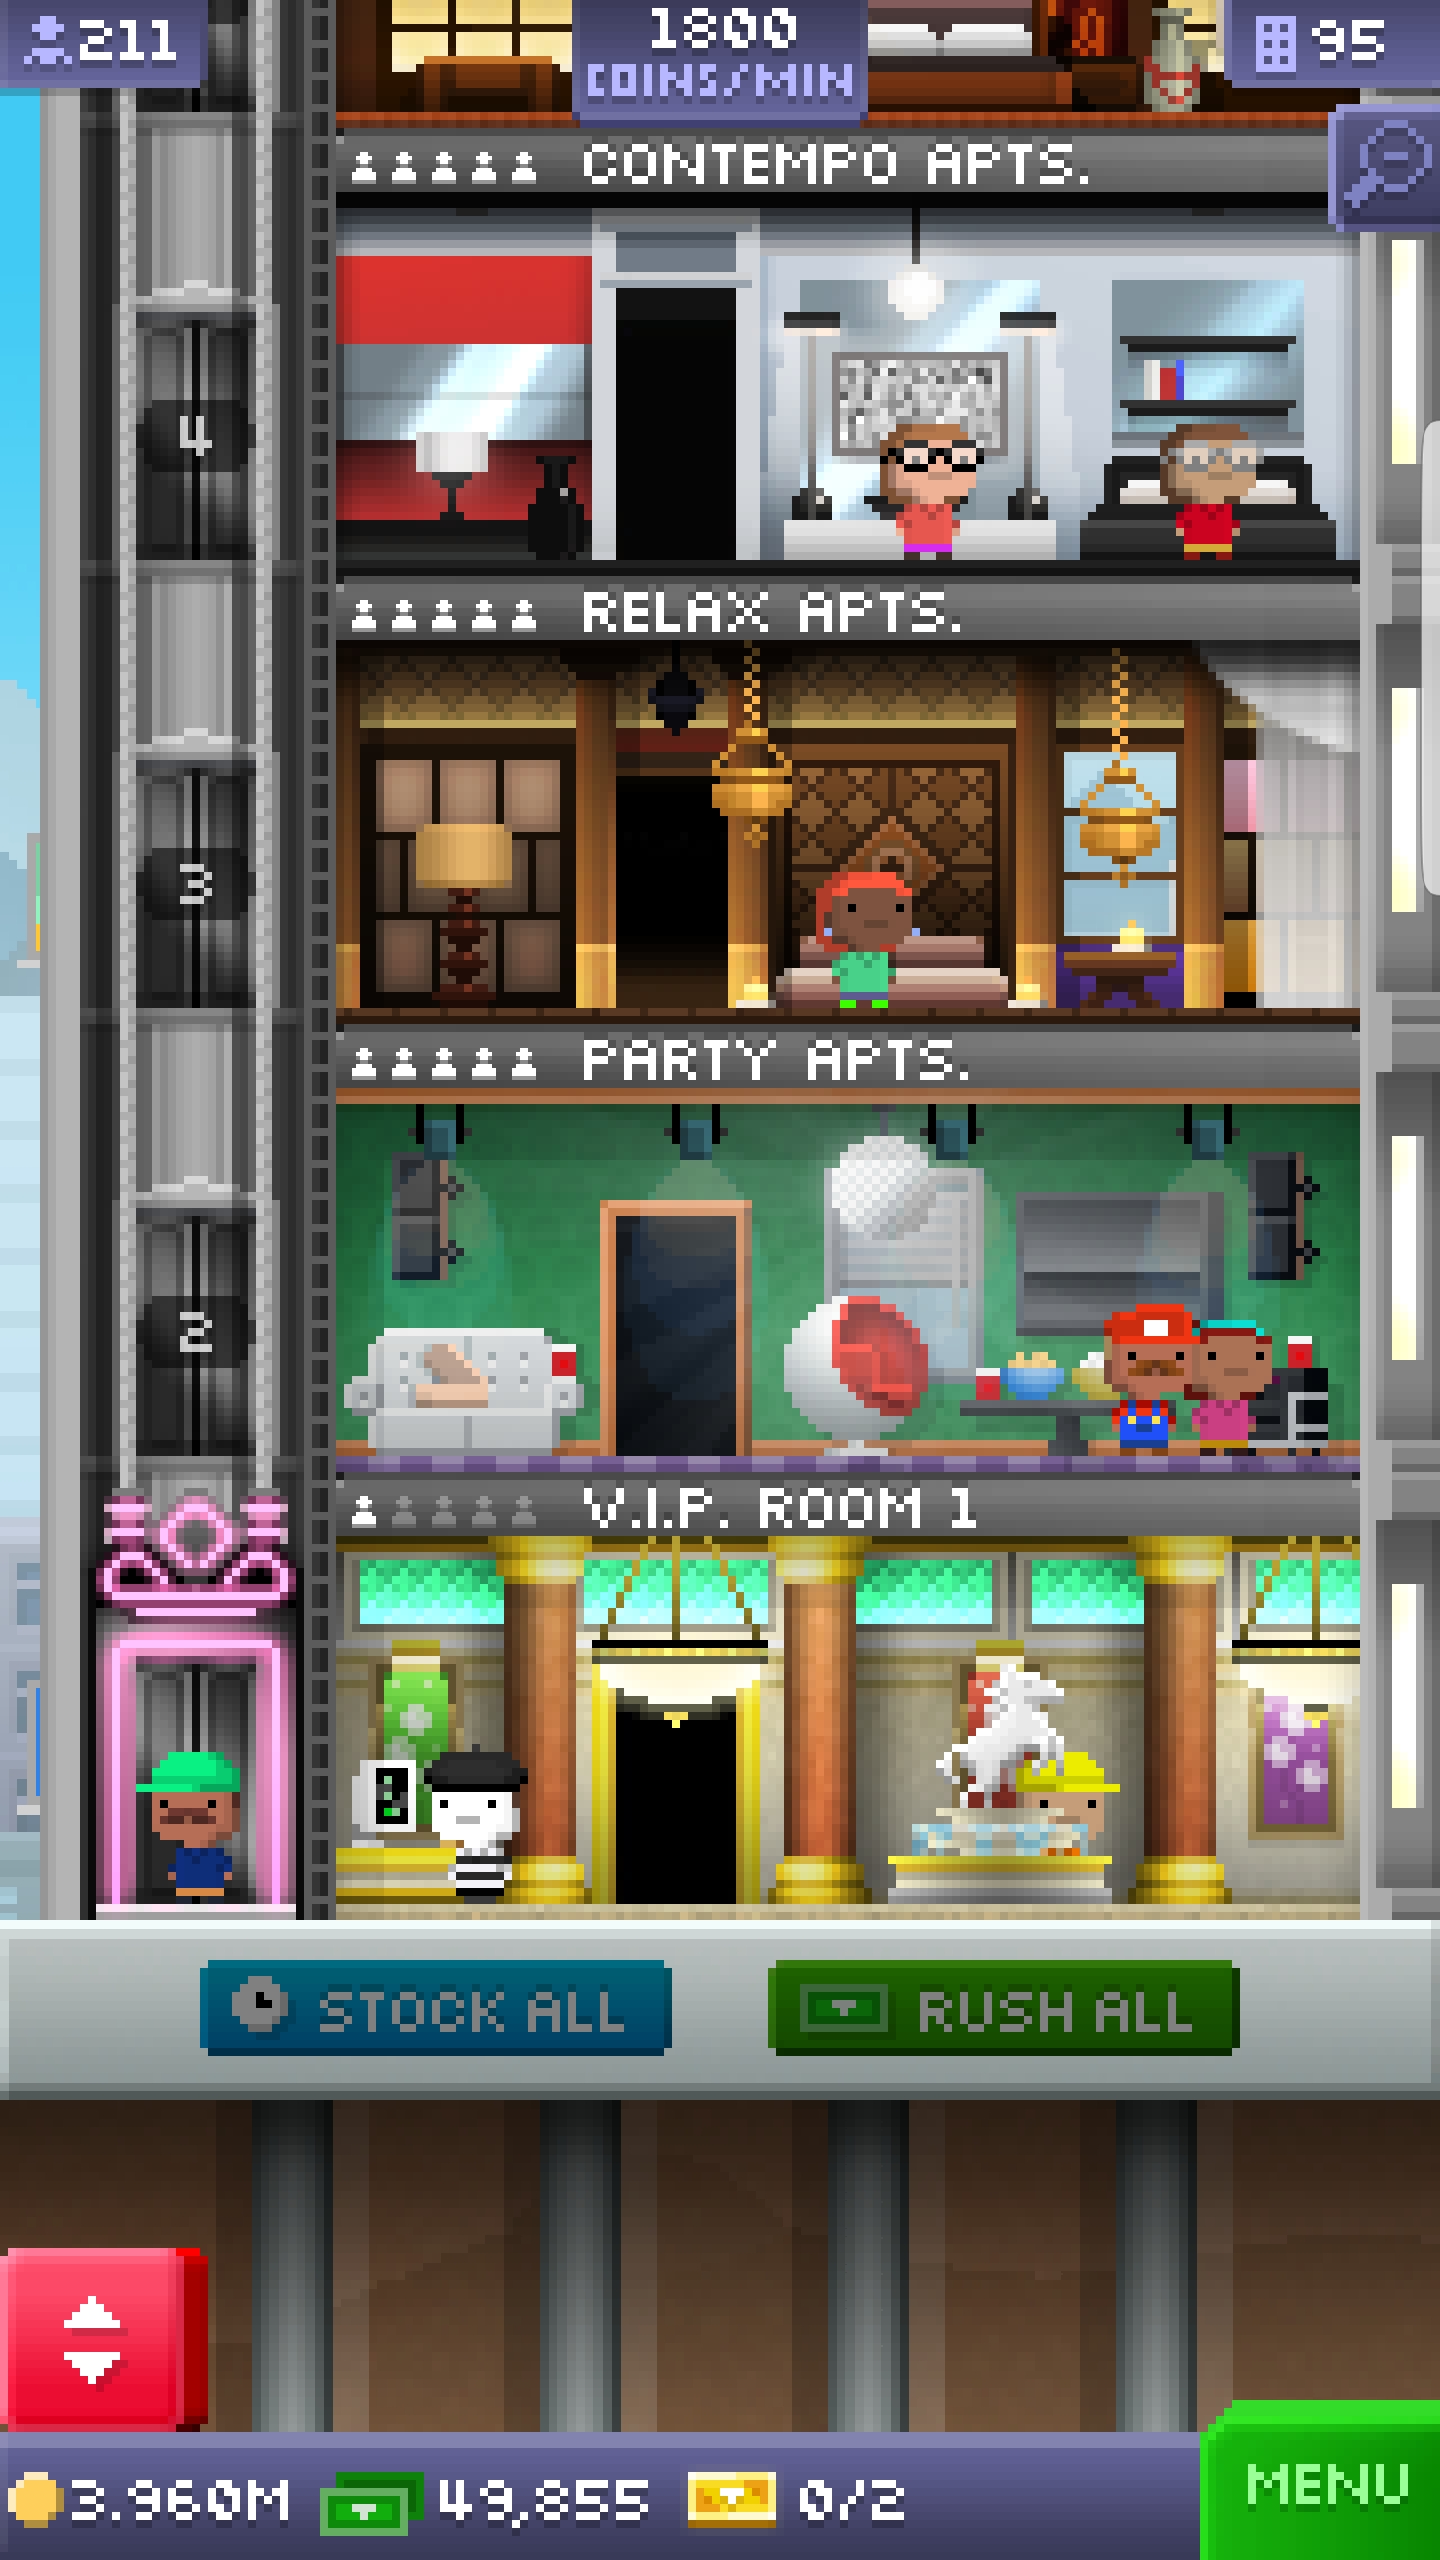 211
1800
COINS/MIN
95
CONTEMPO APTS.
4
RELAX APTS.
3
PARTY APTS.
2
V.I.P. ROOM 1
STOCK ALL
RUSH ALL
3.960M
49,855
0/2
MENU